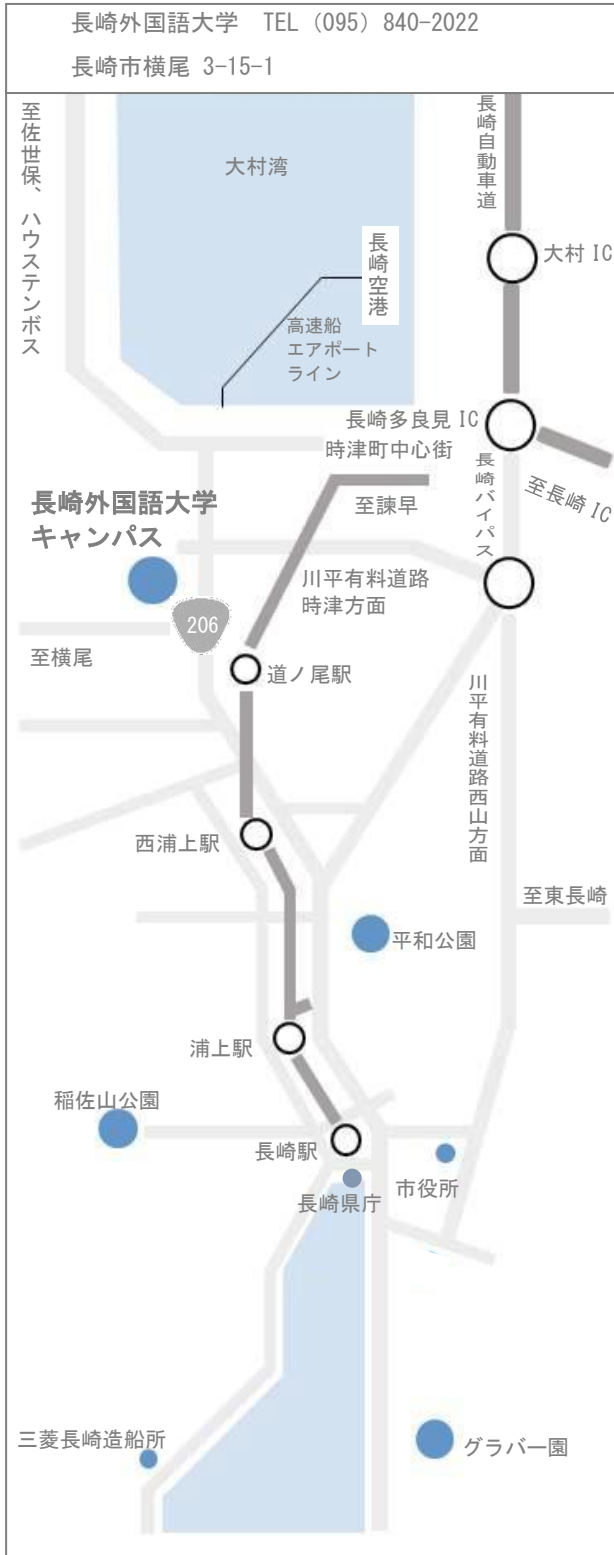 長崎外国語大学　TEL（095）840-2022
長崎市横尾 3-15-1
至佐世保、ハウステンボス
大村湾
長崎自動車道
長崎空港
大村 IC
高速船
エアポート
ライン
長崎多良見 IC
時津町中心街
長崎バイパス
至長崎 IC
至諫早
長崎外国語大学
キャンパス
川平有料道路
時津方面
206
至横尾
道ノ尾駅
川平有料道路西山方面
西浦上駅
至東長崎
平和公園
浦上駅
稲佐山公園
長崎駅
市役所
長崎県庁
三菱長崎造船所
グラバー園